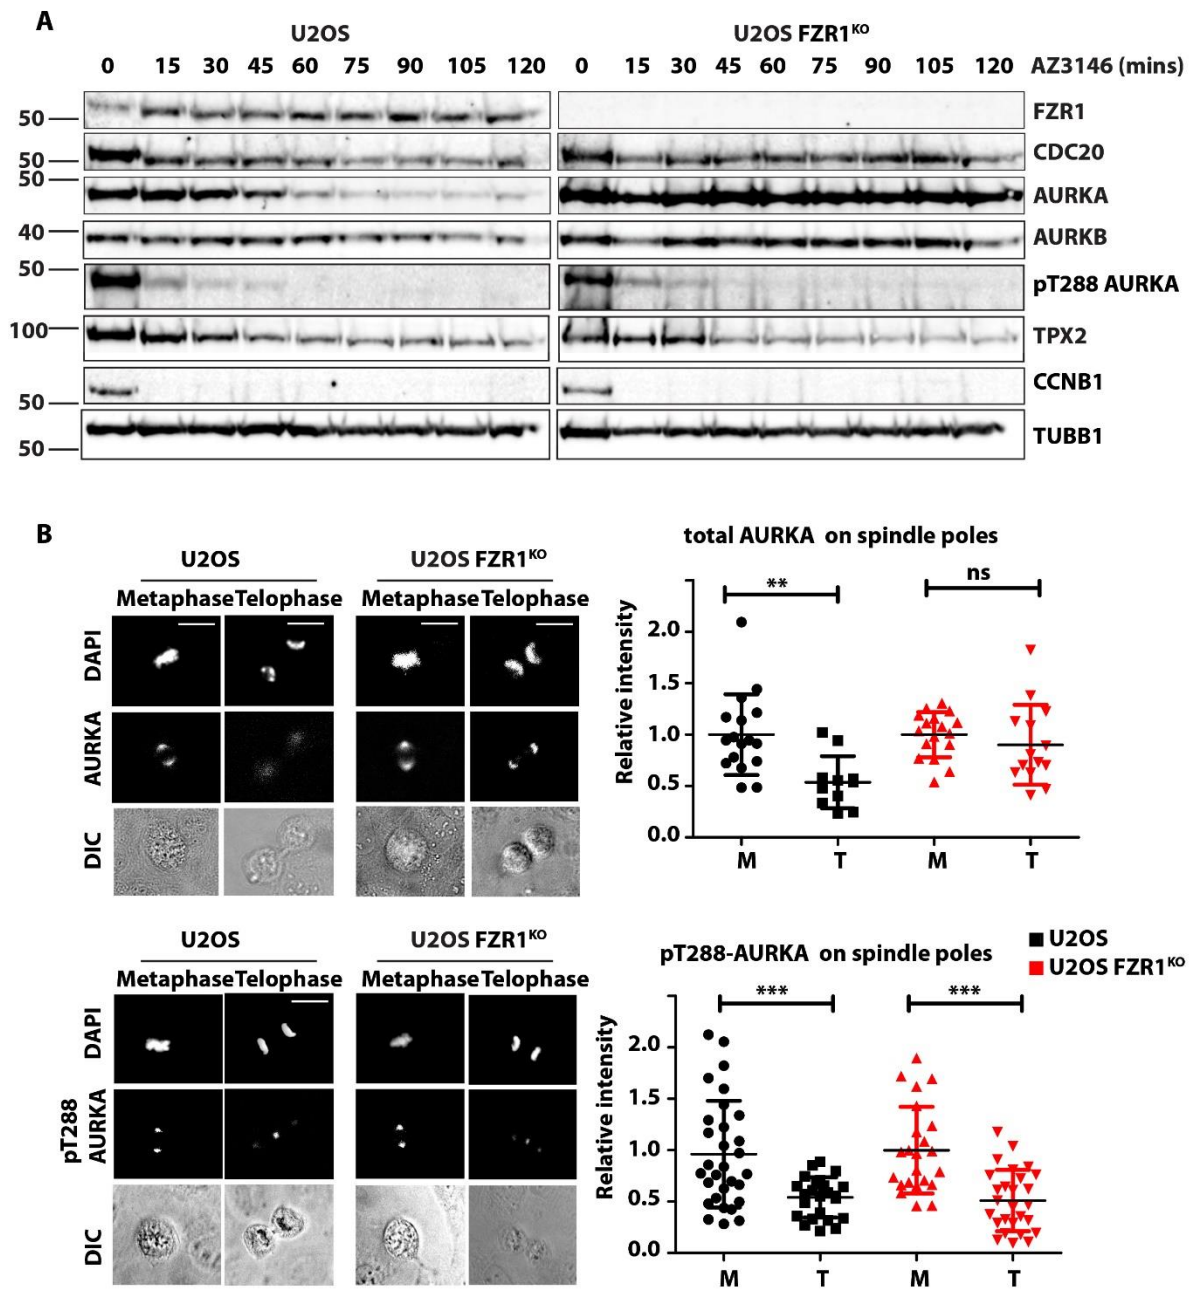 A
U2OS U2OS FZR1KO
0 15 30 45 60 75 90 105 120 0 15 30 45 60 75 90 105 120 AZ3146 (mins)
50 FZR1
50 CDC20
50 AURKA
40 AURKB
50 pT288 AURKA
100 TPX2
50 CCNB1
50 TUBB1
B
U2OS U2OS FZR1KO
Metaphase Telophase Metaphase Telophase
DAPI
AURKA
DIC
total AURKA on spindle poles
** ns
Relative intensity
2.0
1.5
1.0
0.5
0.0
M T M T
U2OS U2OS FZR1KO
Metaphase Telophase Metaphase Telophase
DAPI
pT288
AURKA
DIC
U2OS
U2OS FZR1KO
pT288-AURKA on spindle poles
*** ***
Relative intensity
2.0
1.5
1.0
0.5
0.0
M T M T